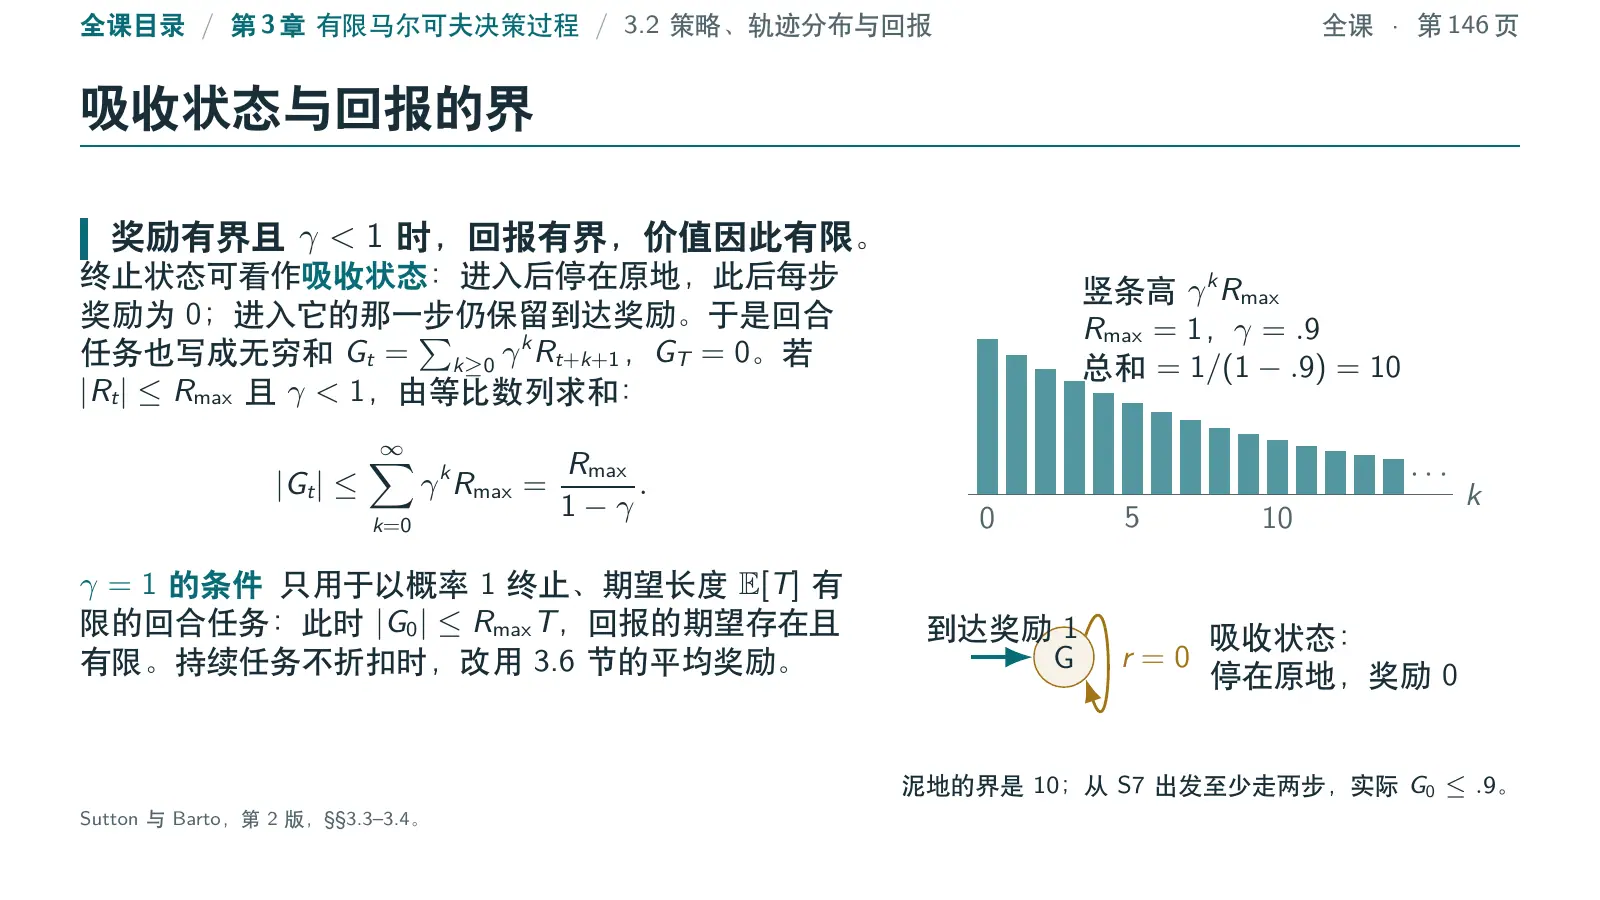 全课目录 / 第 3 章 有限马尔可夫决策过程 / 3.2 策略、轨迹分布与回报
全课 · 第 146 页
吸收状态与回报的界
奖励有界且 γ < 1 时，回报有界，价值因此有限。
终止状态可看作吸收状态：进入后停在原地，此后每步
奖励为 0；进入它的那一步仍保留到达奖励。于是回合
任务也写成无穷和 G_t = ∑_{k≥0} γ^k R_{t+k+1}，G_T = 0。若
|R_t| ≤ R_max 且 γ < 1，由等比数列求和：
|G_t| ≤ ∑_{k=0}^{∞} γ^k R_max = R_max / (1 − γ).
γ = 1 的条件 只用于以概率 1 终止、期望长度 𝔼[T] 有
限的回合任务：此时 |G_0| ≤ R_max T，回报的期望存在且
有限。持续任务不折扣时，改用 3.6 节的平均奖励。
Sutton 与 Barto，第 2 版，§§3.3–3.4。
竖条高 γ^k R_max
R_max = 1，γ = .9
总和 = 1/(1 − .9) = 10
···
k
0 5 10
到达奖励 1
G
r = 0
吸收状态：
停在原地，奖励 0
泥地的界是 10；从 S7 出发至少走两步，实际 G_0 ≤ .9。